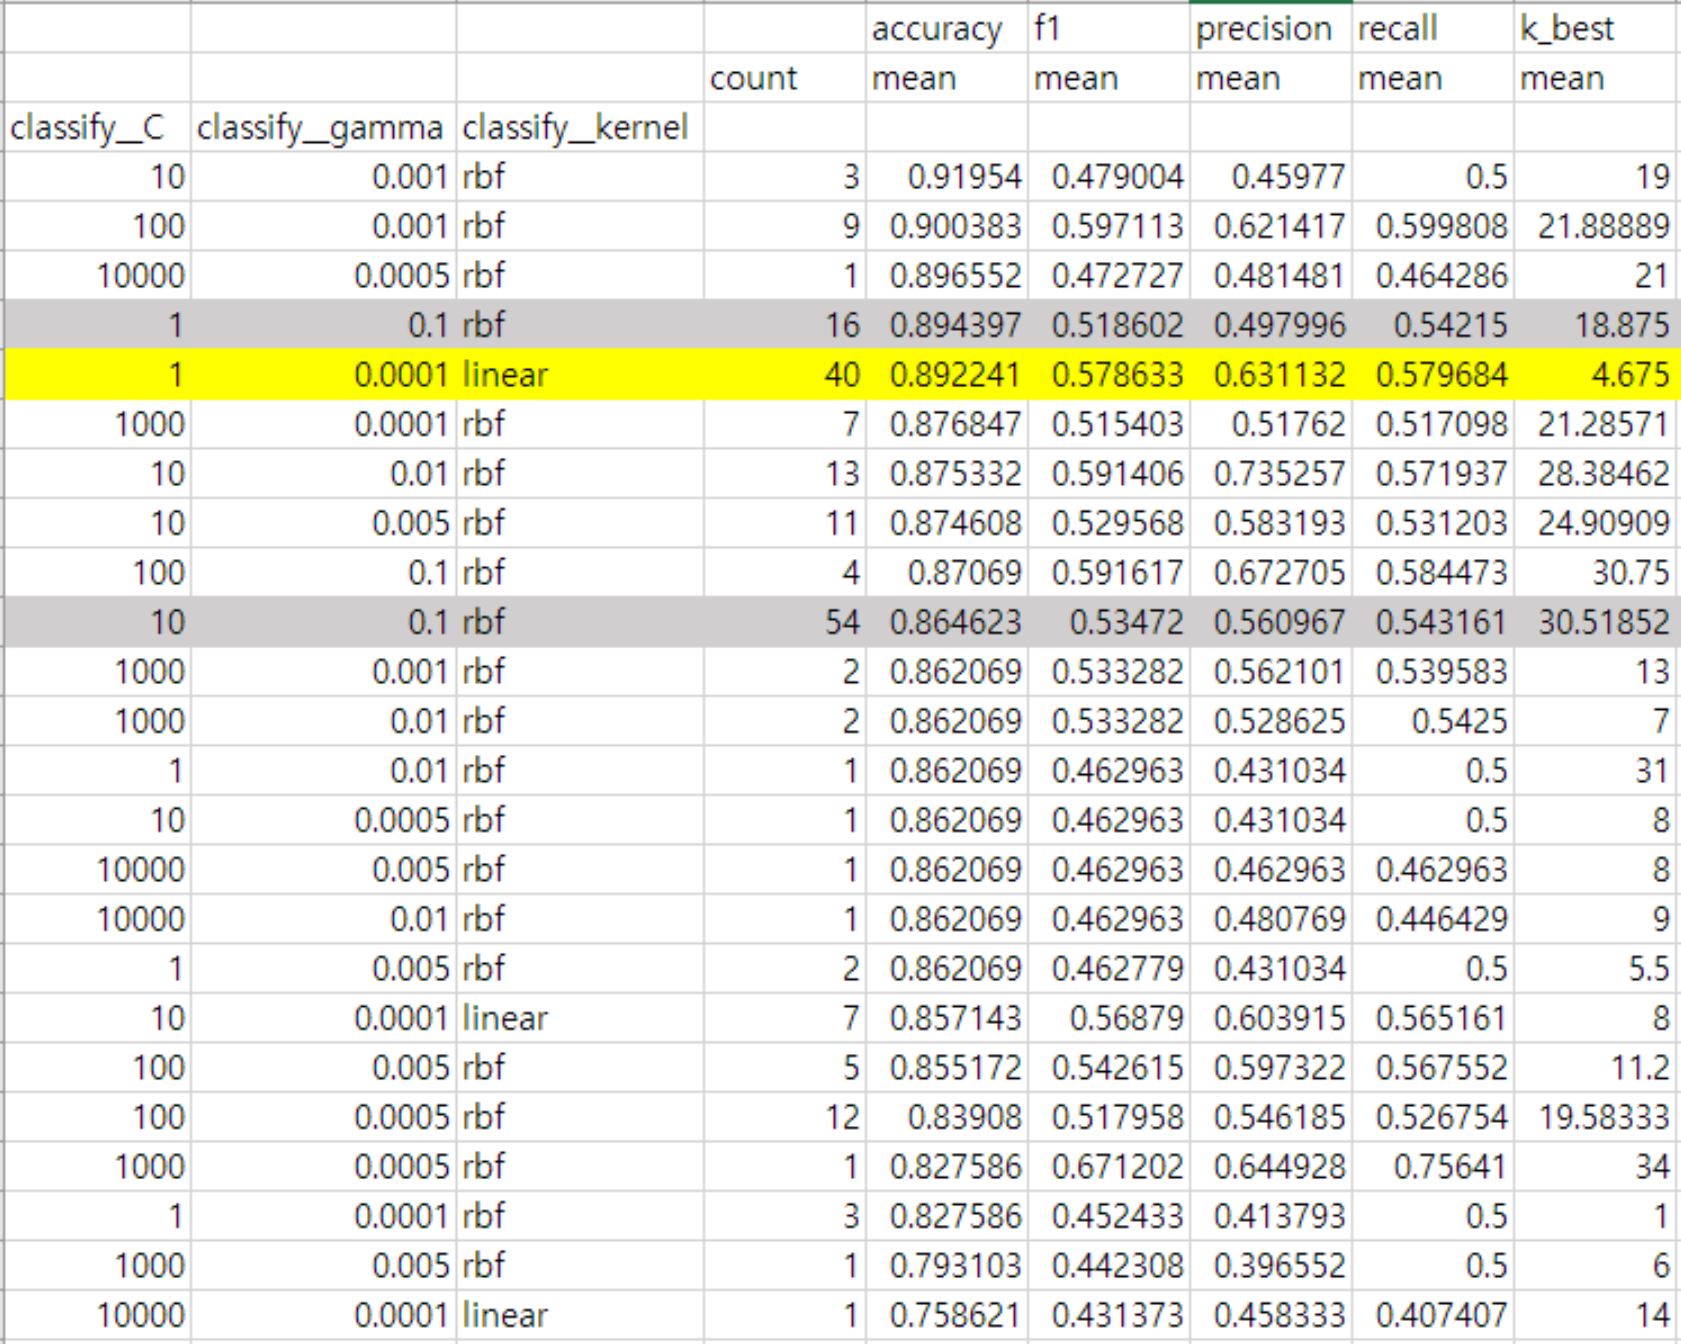 accuracy f1 precision recall k_best
count mean mean mean mean mean
classify__C classify__gamma classify__kernel
10 0.001 rbf 3 0.91954 0.479004 0.45977 0.5 19
100 0.001 rbf 9 0.900383 0.597113 0.621417 0.599808 21.88889
10000 0.0005 rbf 1 0.896552 0.472727 0.481481 0.464286 21
1 0.1 rbf 16 0.894397 0.518602 0.497996 0.54215 18.875
1 0.0001 linear 40 0.892241 0.578633 0.631132 0.579684 4.675
1000 0.0001 rbf 7 0.876847 0.515403 0.51762 0.517098 21.28571
10 0.01 rbf 13 0.875332 0.591406 0.735257 0.571937 28.38462
10 0.005 rbf 11 0.874608 0.529568 0.583193 0.531203 24.90909
100 0.1 rbf 4 0.87069 0.591617 0.672705 0.584473 30.75
10 0.1 rbf 54 0.864623 0.53472 0.560967 0.543161 30.51852
1000 0.001 rbf 2 0.862069 0.533282 0.562101 0.539583 13
1000 0.01 rbf 2 0.862069 0.533282 0.528625 0.5425 7
1 0.01 rbf 1 0.862069 0.462963 0.431034 0.5 31
10 0.0005 rbf 1 0.862069 0.462963 0.431034 0.5 8
10000 0.005 rbf 1 0.862069 0.462963 0.462963 0.462963 8
10000 0.01 rbf 1 0.862069 0.462963 0.480769 0.446429 9
1 0.005 rbf 2 0.862069 0.462779 0.431034 0.5 5.5
10 0.0001 linear 7 0.857143 0.56879 0.603915 0.565161 8
100 0.005 rbf 5 0.855172 0.542615 0.597322 0.567552 11.2
100 0.0005 rbf 12 0.83908 0.517958 0.546185 0.526754 19.58333
1000 0.0005 rbf 1 0.827586 0.671202 0.644928 0.75641 34
1 0.0001 rbf 3 0.827586 0.452433 0.413793 0.5 1
1000 0.005 rbf 1 0.793103 0.442308 0.396552 0.5 6
10000 0.0001 linear 1 0.758621 0.431373 0.458333 0.407407 14